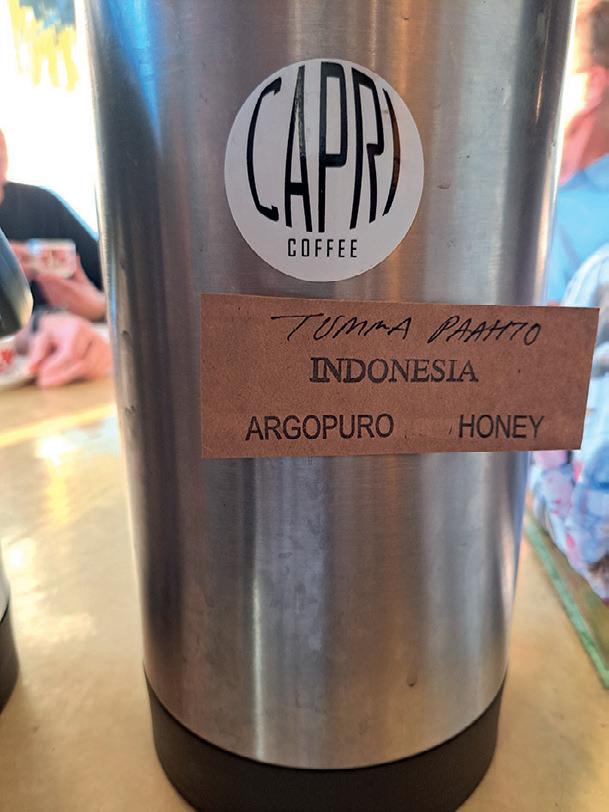 CAPRI
COFFEE
TUMMA PAAHTO
INDONESIA
ARGOPURO HONEY